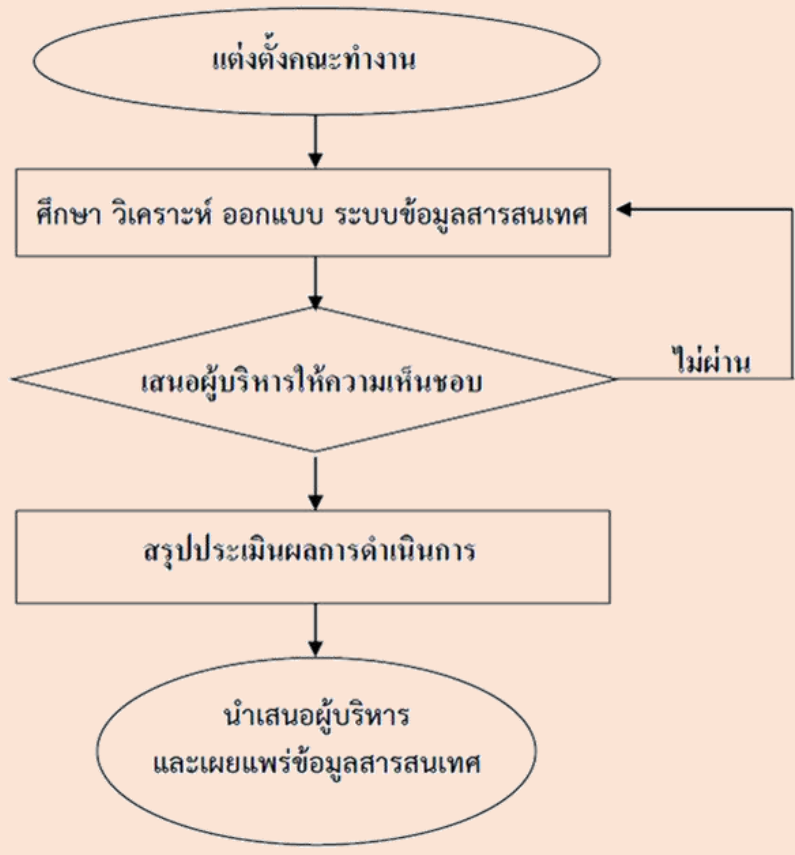 แต่งตั้งคณะทำงาน
ศึกษา วิเคราะห์ ออกแบบ ระบบข้อมูลสารสนเทศ
เสนอผู้บริหารให้ความเห็นชอบ
ไม่ผ่าน
สรุปประเมินผลการดำเนินการ
นำเสนอผู้บริหาร
และเผยแพร่ข้อมูลสารสนเทศ